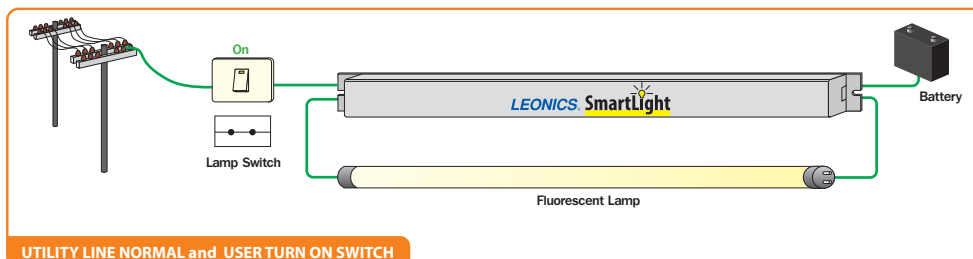 On
LEONICS. SmartLight
Battery
Lamp Switch
Fluorescent Lamp
UTILITY LINE NORMAL and USER TURN ON SWITCH